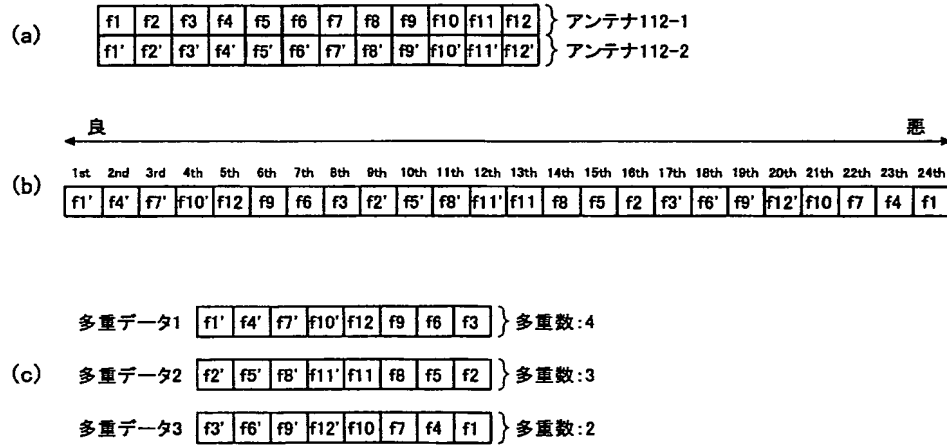 (a)
f1 f2 f3 f4 f5 f6 f7 f8 f9 f10 f11 f12 アンテナ112-1
f1' f2' f3' f4' f5' f6' f7' f8' f9' f10' f11' f12' アンテナ112-2
良 悪
1st 2nd 3rd 4th 5th 6th 7th 8th 9th 10th 11th 12th 13th 14th 15th 16th 17th 18th 19th 20th 21th 22th 23th 24th
(b)
f1' f4' f7' f10' f12 f9 f6 f3 f2' f5' f8' f11' f11 f8 f5 f2 f3' f6' f9' f12' f10 f7 f4 f1
多重データ1 f1' f4' f7' f10' f12 f9 f6 f3 多重数:4
(c)
多重データ2 f2' f5' f8' f11' f11 f8 f5 f2 多重数:3
多重データ3 f3' f6' f9' f12' f10 f7 f4 f1 多重数:2